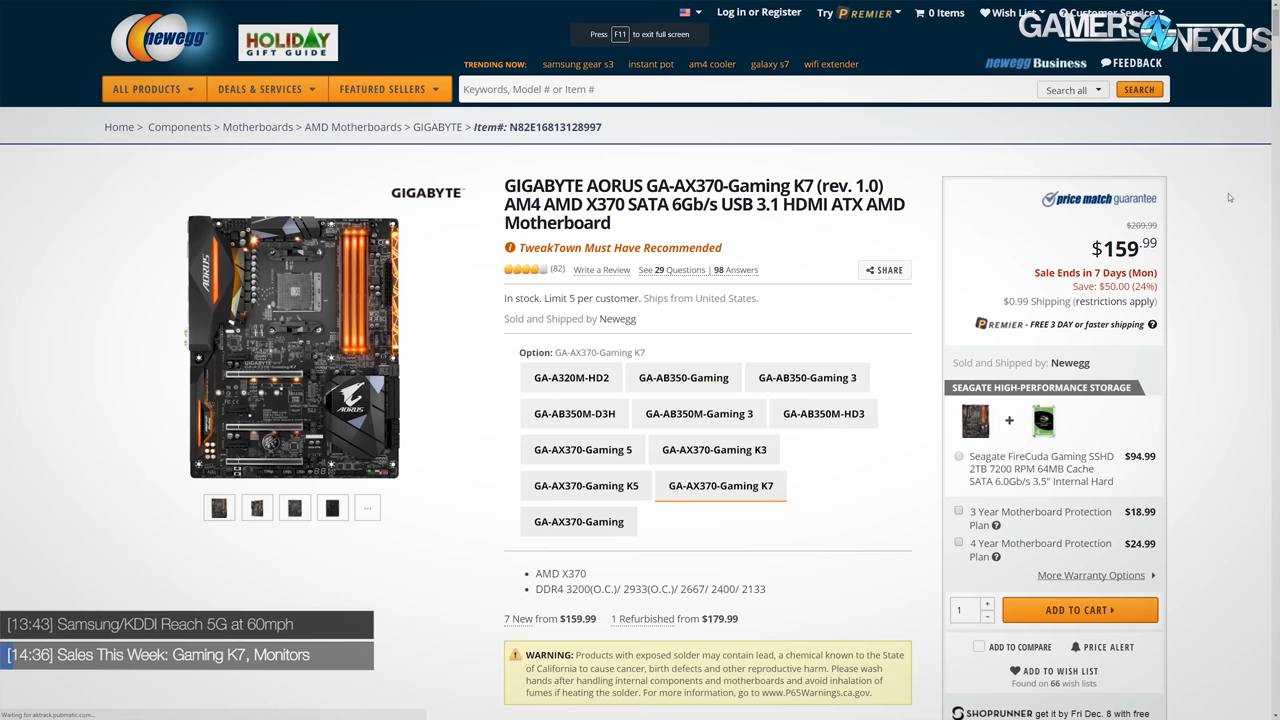 newegg
HOLIDAY
GIFT GUIDE
Press F11 to exit full screen
Log in or Register
Try PREMIER
0 Items
Wish List
Customer Service
GAMERS NEXUS
TRENDING NOW: samsung gear s3 instant pot am4 cooler galaxy s7 wifi extender
newegg Business
FEEDBACK
ALL PRODUCTS
DEALS & SERVICES
FEATURED SELLERS
Keywords, Model # or Item #
Search all
SEARCH
Home > Components > Motherboards > AMD Motherboards > GIGABYTE > Item#: N82E16813128997
GIGABYTE™
AORUS
AORUS
GIGABYTE AORUS GA-AX370-Gaming K7 (rev. 1.0)
AM4 AMD X370 SATA 6Gb/s USB 3.1 HDMI ATX AMD
Motherboard
TweakTown Must Have Recommended
(82) Write a Review See 29 Questions | 98 Answers
SHARE
In stock. Limit 5 per customer. Ships from United States.
Sold and Shipped by Newegg
Option: GA-AX370-Gaming K7
GA-A320M-HD2
GA-AB350-Gaming
GA-AB350-Gaming 3
GA-AB350M-D3H
GA-AB350M-Gaming 3
GA-AB350M-HD3
GA-AX370-Gaming 5
GA-AX370-Gaming K3
GA-AX370-Gaming K5
GA-AX370-Gaming K7
GA-AX370-Gaming
• AMD X370
• DDR4 3200(O.C.)/ 2933(O.C.)/ 2667/ 2400/ 2133
7 New from $159.99 1 Refurbished from $179.99
WARNING: Products with exposed solder may contain lead, a chemical known to the State
of California to cause cancer, birth defects and other reproductive harm. Please wash
hands after handling internal components and motherboards and avoid inhalation of
fumes if heating the solder. For more information, go to www.P65Warnings.ca.gov.
price match guarantee
$209.99
$159.99
Sale Ends in 7 Days (Mon)
Save: $50.00 (24%)
$0.99 Shipping (restrictions apply)
PREMIER - FREE 3 DAY or faster shipping
Sold and Shipped by: Newegg
SEAGATE HIGH-PERFORMANCE STORAGE
+
Seagate FireCuda Gaming SSHD $94.99
2TB 7200 RPM 64MB Cache
SATA 6.0Gb/s 3.5" Internal Hard
3 Year Motherboard Protection $18.99
Plan
4 Year Motherboard Protection $24.99
Plan
More Warranty Options
1
ADD TO CART
ADD TO COMPARE
PRICE ALERT
ADD TO WISH LIST
Found on 66 wish lists
SHOPRUNNER get it by Fri Dec. 8 with free
[13:43] Samsung/KDDI Reach 5G at 60mph
[14:36] Sales This Week: Gaming K7, Monitors
Waiting for aktrack.pubmatic.com...